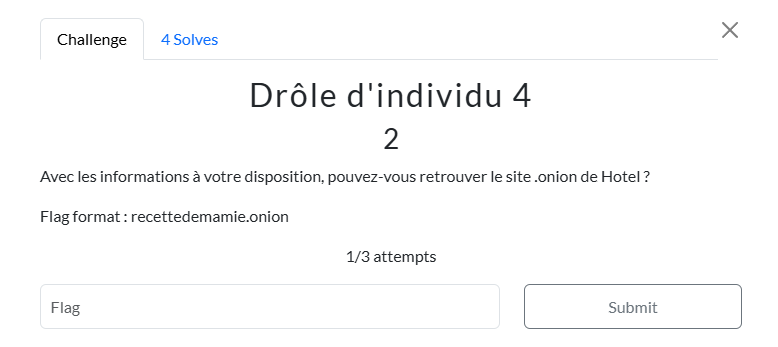 Challenge
4 Solves
Drôle d'individu 4
2
Avec les informations à votre disposition, pouvez-vous retrouver le site .onion de Hotel ?
Flag format : recettedemamie.onion
1/3 attempts
Flag
Submit